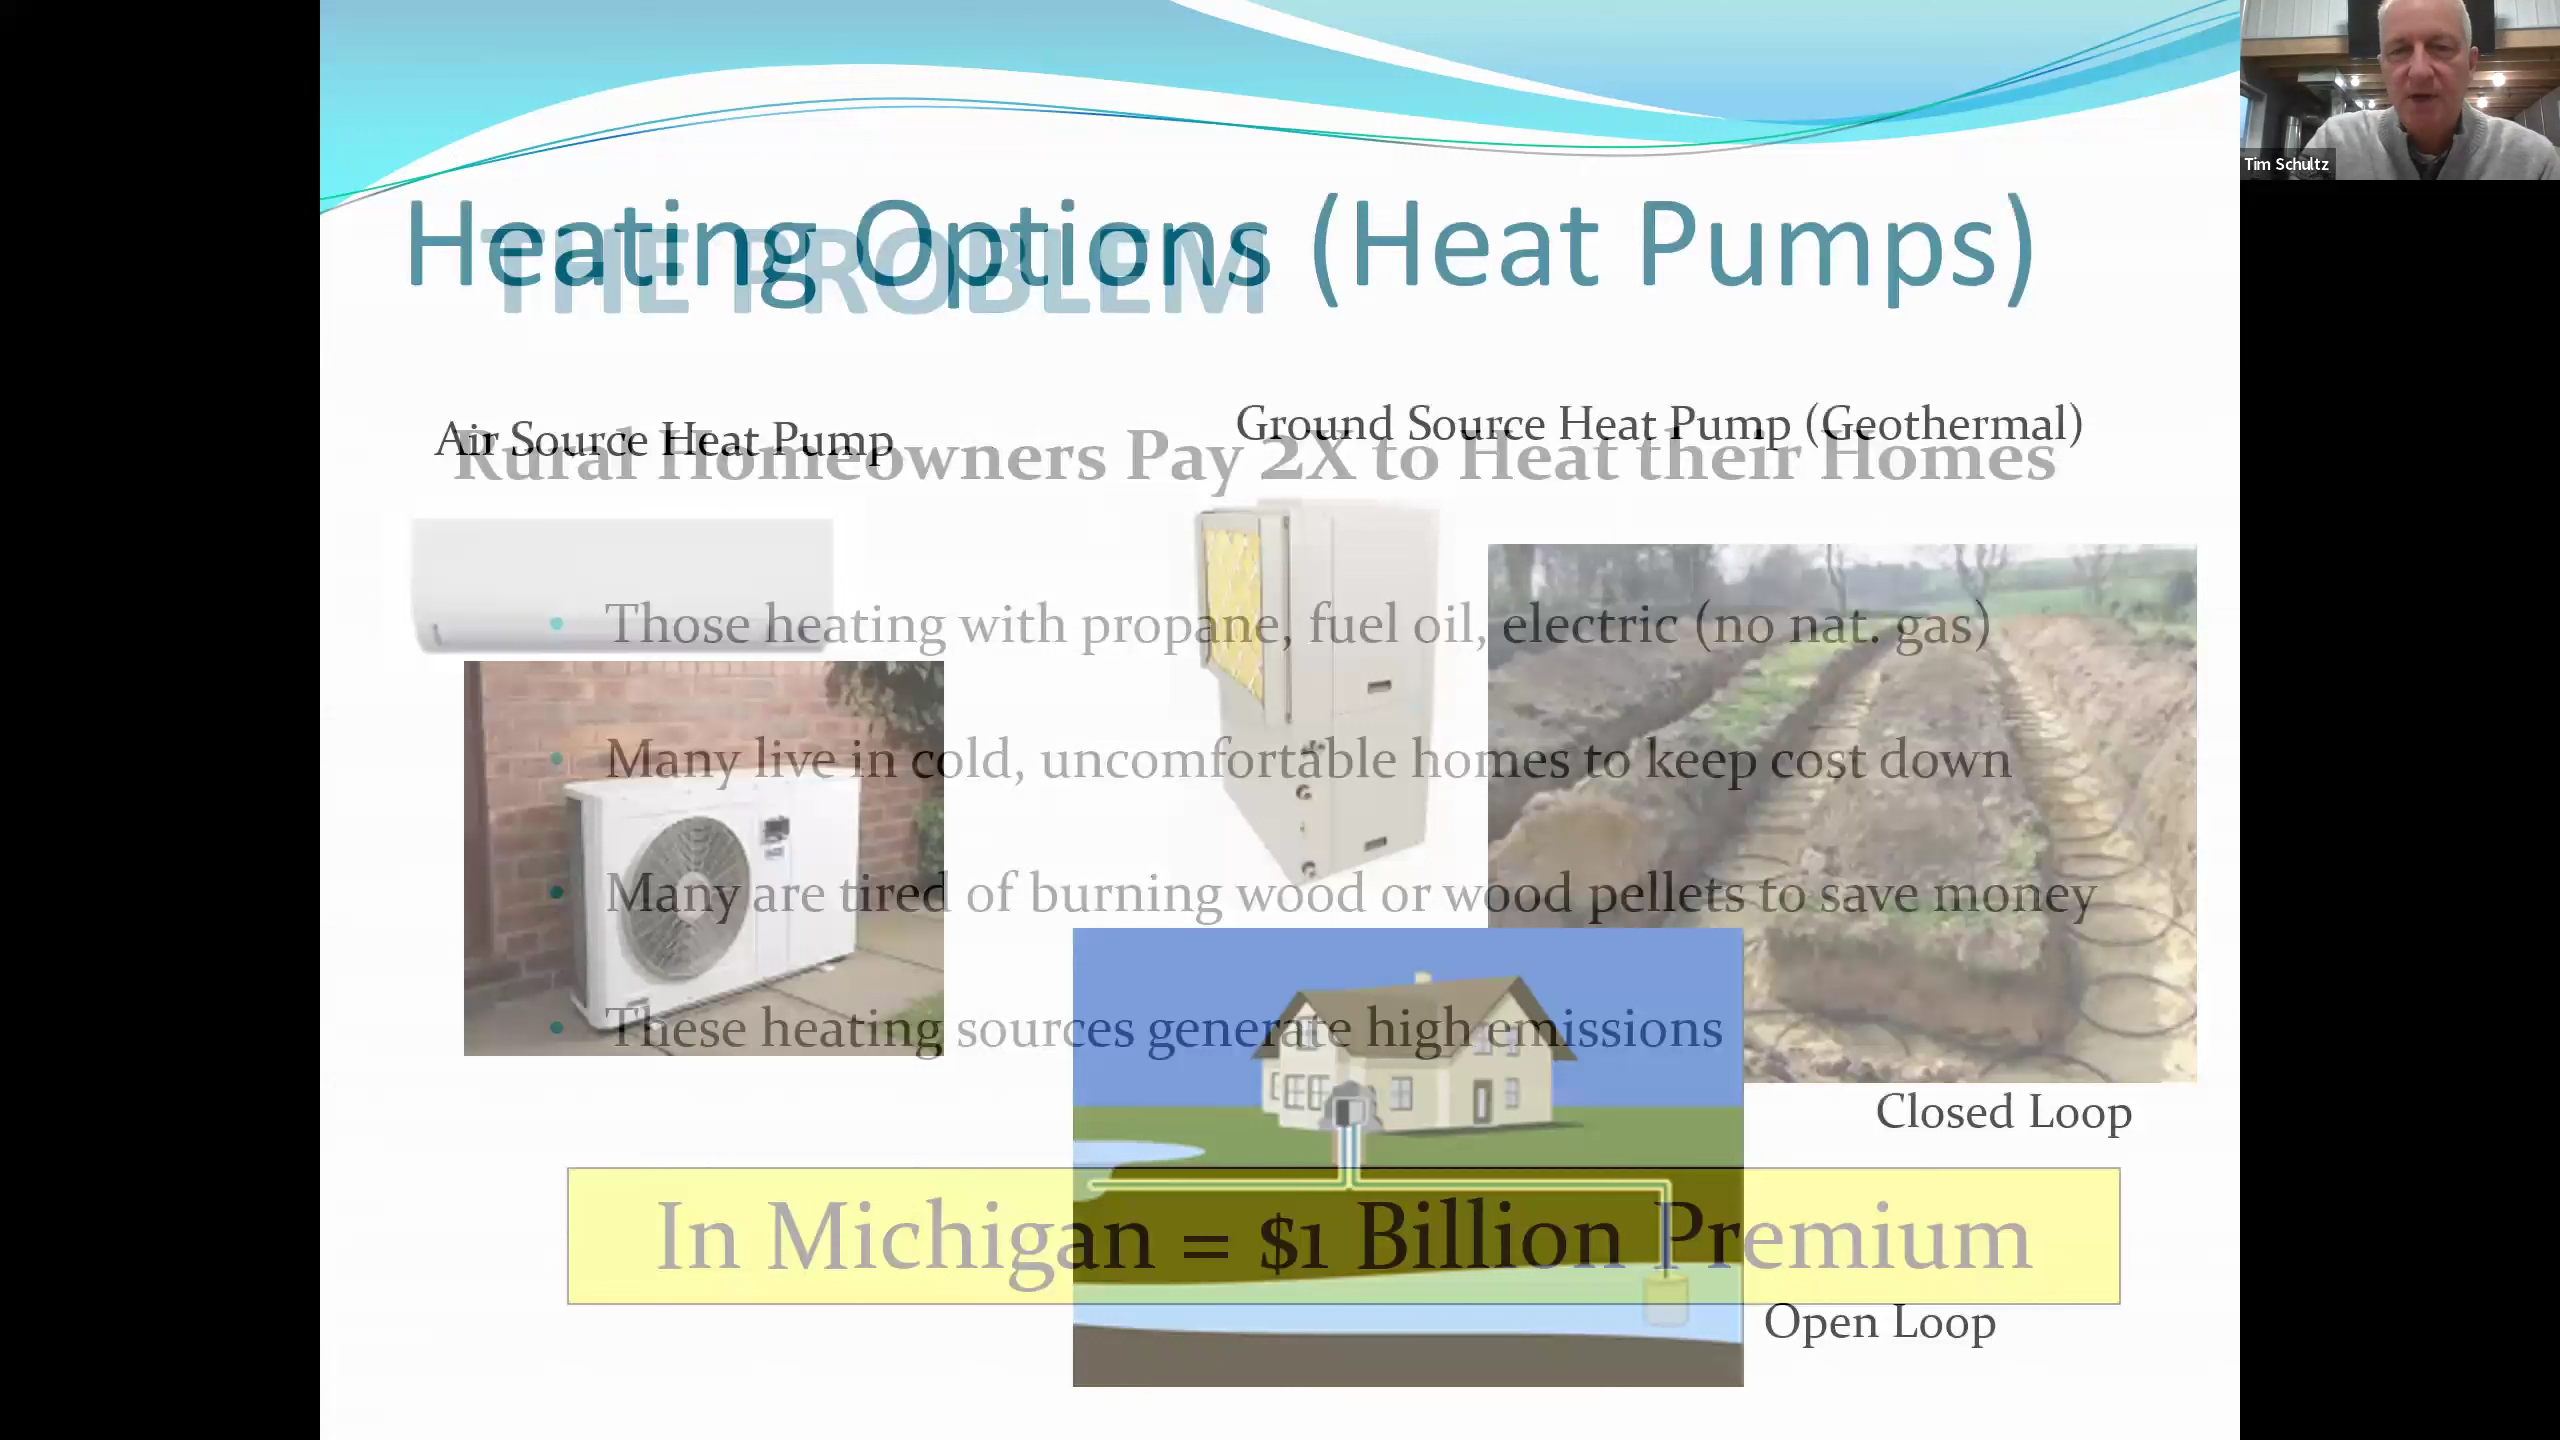 Tim Schultz
Heating Options (Heat Pumps)
THE PROBLEM
Air Source Heat Pump
Ground Source Heat Pump (Geothermal)
Rural Homeowners Pay 2X to Heat their Homes
• Those heating with propane, fuel oil, electric (no nat. gas)
• Many live in cold, uncomfortable homes to keep cost down
• Many are tired of burning wood or wood pellets to save money
• These heating sources generate high emissions
Closed Loop
In Michigan = $1 Billion Premium
Open Loop